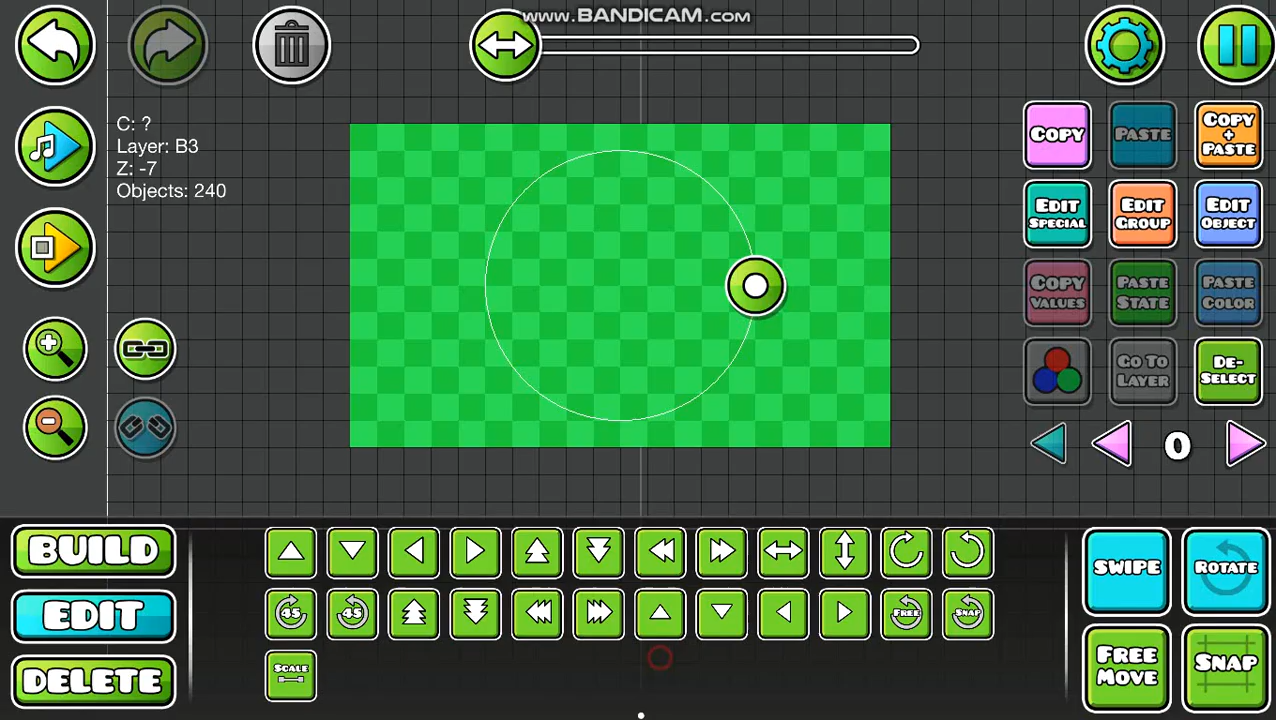 www.BANDICAM.com
C: ?
Layer: B3
Z: -7
Objects: 240
COPY
PASTE
COPY
+
PASTE
EDIT
SPECIAL
EDIT
GROUP
EDIT
OBJECT
COPY
VALUES
PASTE
STATE
PASTE
COLOR
GO TO
LAYER
DE-
SELECT
0
BUILD
EDIT
DELETE
45
45
FREE
SNAP
SCALE
SWIPE
ROTATE
FREE
MOVE
SNAP